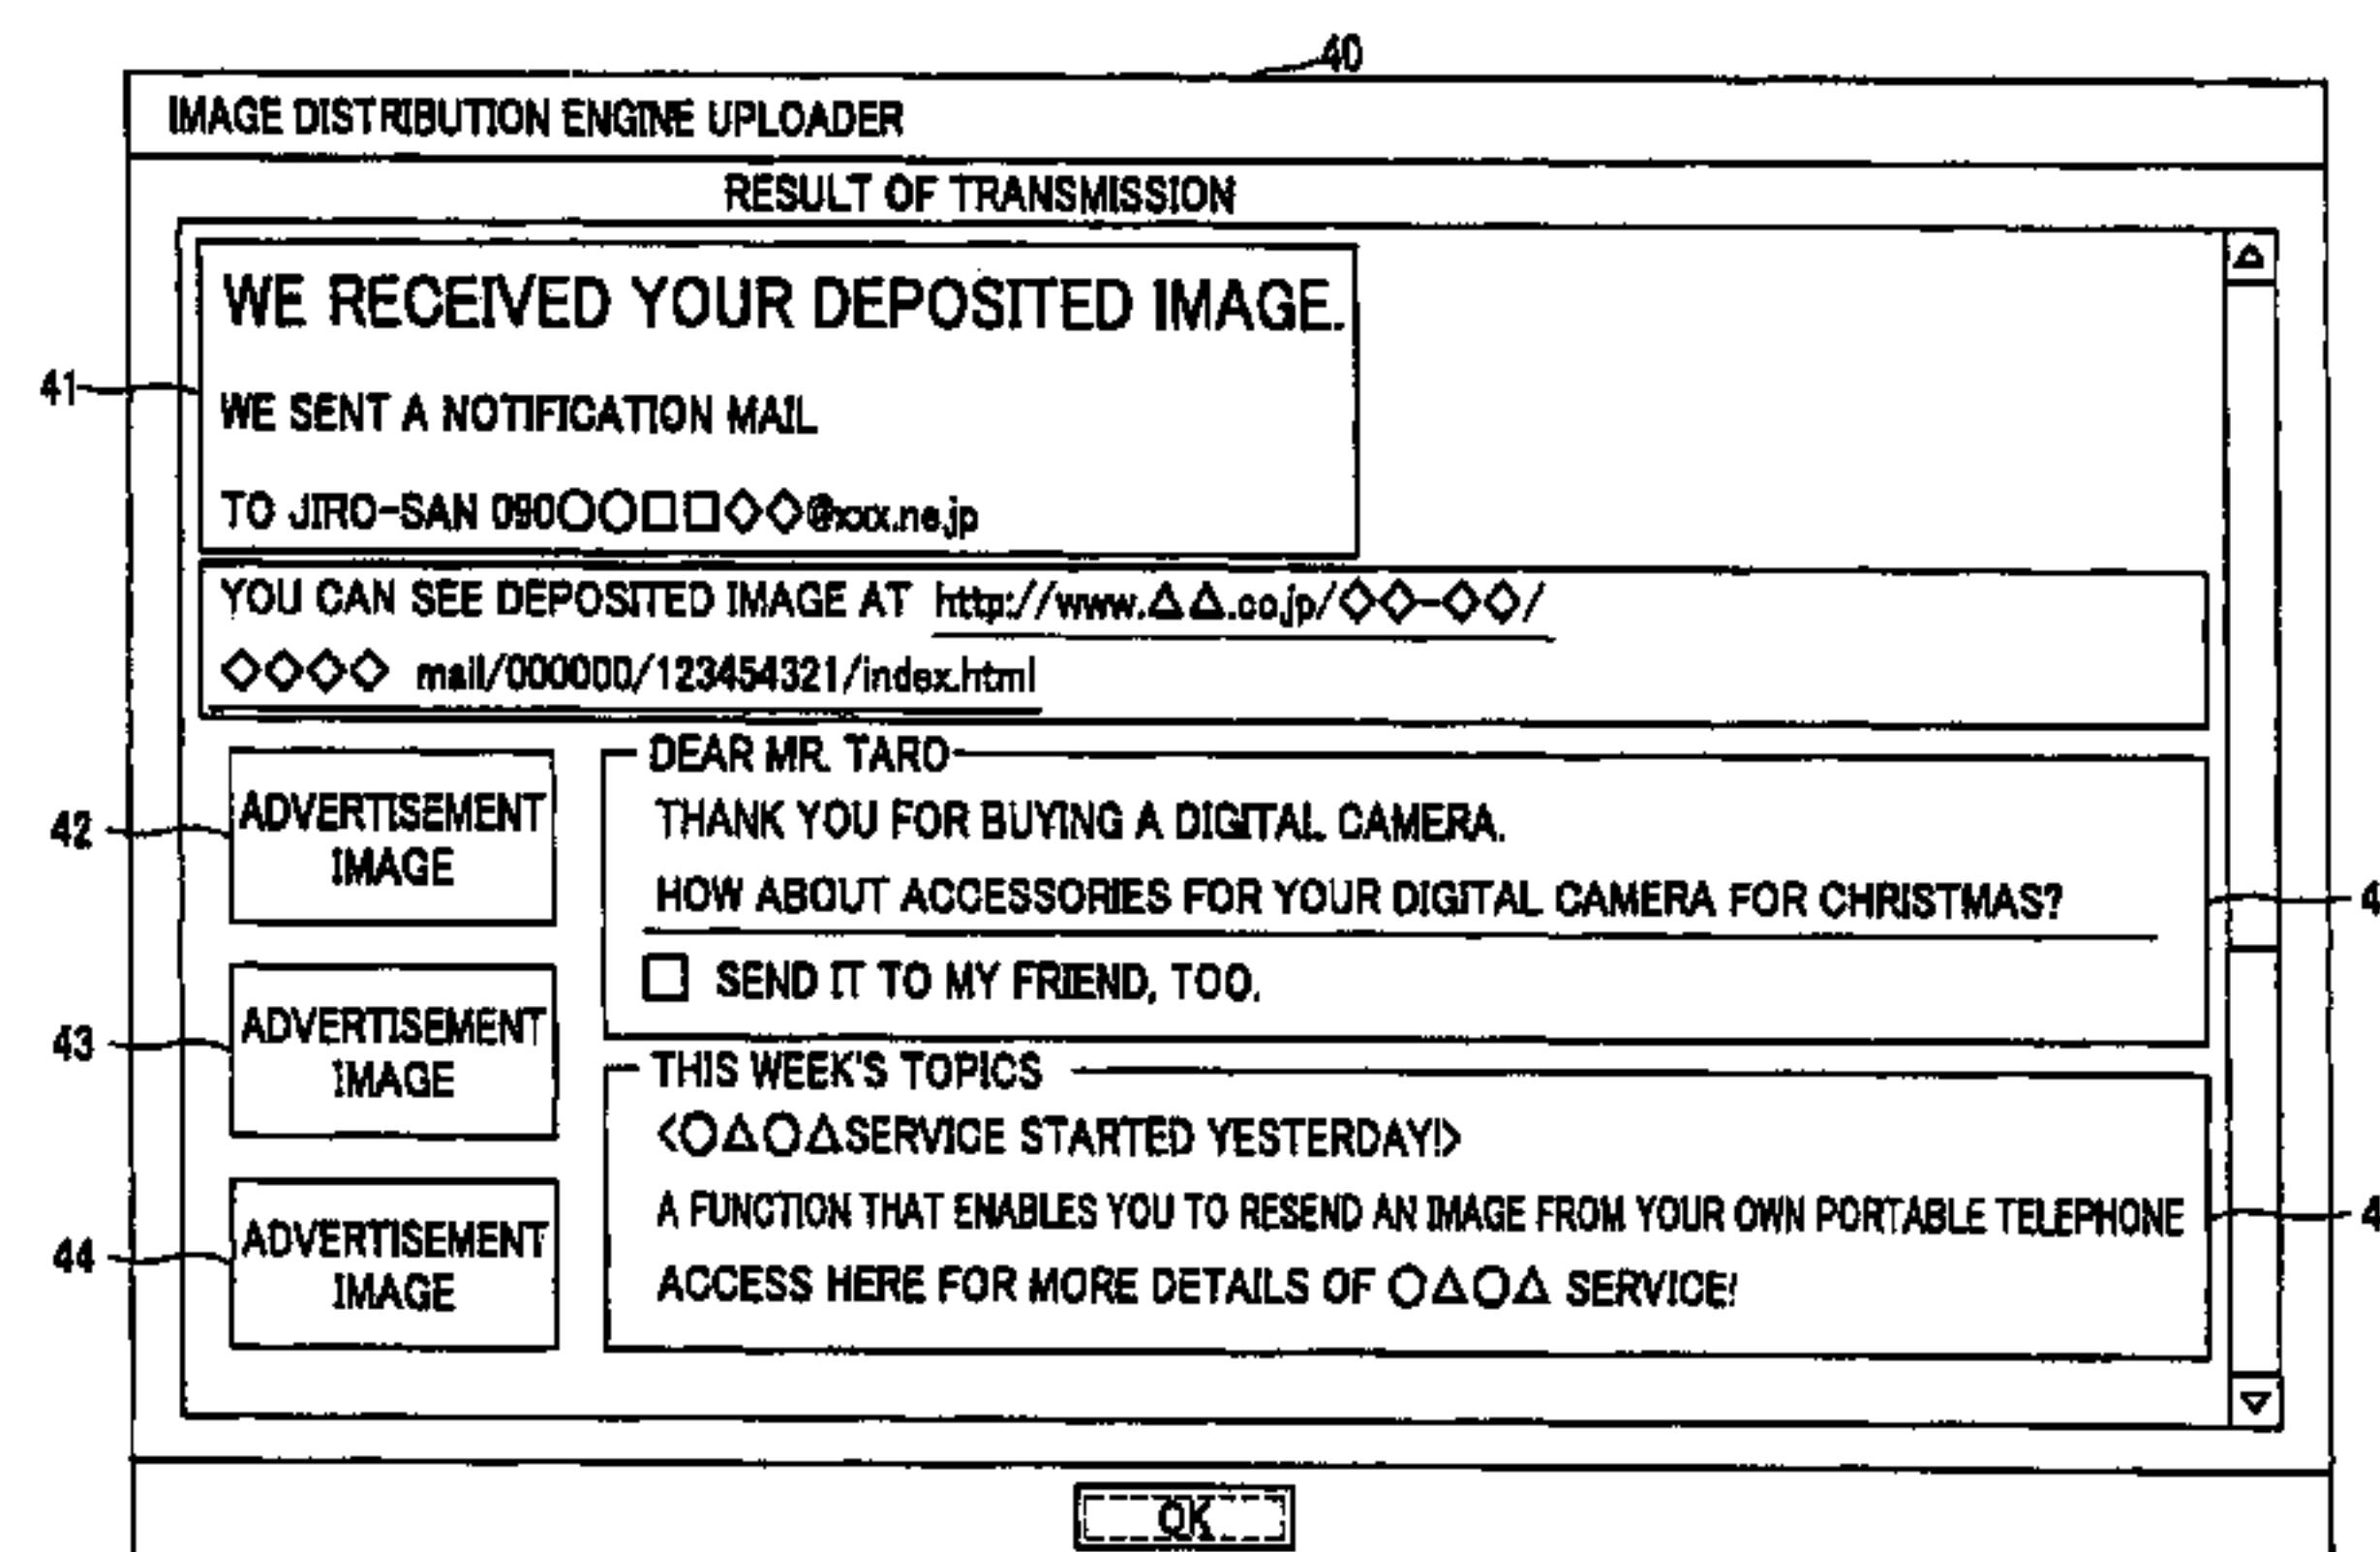 40
IMAGE DISTRIBUTION ENGINE UPLOADER
RESULT OF TRANSMISSION
WE RECEIVED YOUR DEPOSITED IMAGE.
41
WE SENT A NOTIFICATION MAIL
TO JIRO-SAN 090○○□□◇◇@xxx.ne.jp
YOU CAN SEE DEPOSITED IMAGE AT http://www.△△.co.jp/◇◇-◇◇/
◇◇◇◇ mail/000000/123454321/index.html
42
ADVERTISEMENT
IMAGE
43
ADVERTISEMENT
IMAGE
44
ADVERTISEMENT
IMAGE
DEAR MR. TARO
THANK YOU FOR BUYING A DIGITAL CAMERA.
HOW ABOUT ACCESSORIES FOR YOUR DIGITAL CAMERA FOR CHRISTMAS?
□ SEND IT TO MY FRIEND, TOO.
THIS WEEK'S TOPICS
<○△○△SERVICE STARTED YESTERDAY!>
A FUNCTION THAT ENABLES YOU TO RESEND AN IMAGE FROM YOUR OWN PORTABLE TELEPHONE
ACCESS HERE FOR MORE DETAILS OF ○△○△ SERVICE!
OK